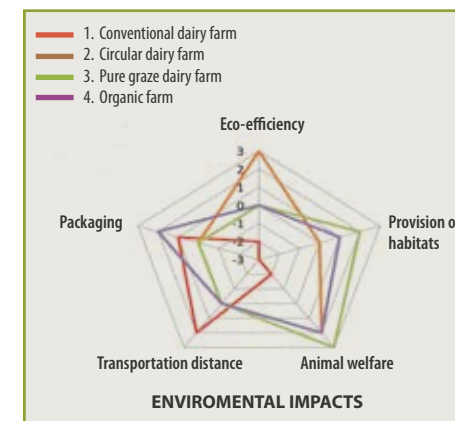 1. Conventional dairy farm
2. Circular dairy farm
3. Pure graze dairy farm
4. Organic farm
Eco-efficiency
3
2
1
0
-1
-2
-3
Packaging
Provision o
habitats
Transportation distance
Animal welfare
ENVIROMENTAL IMPACTS